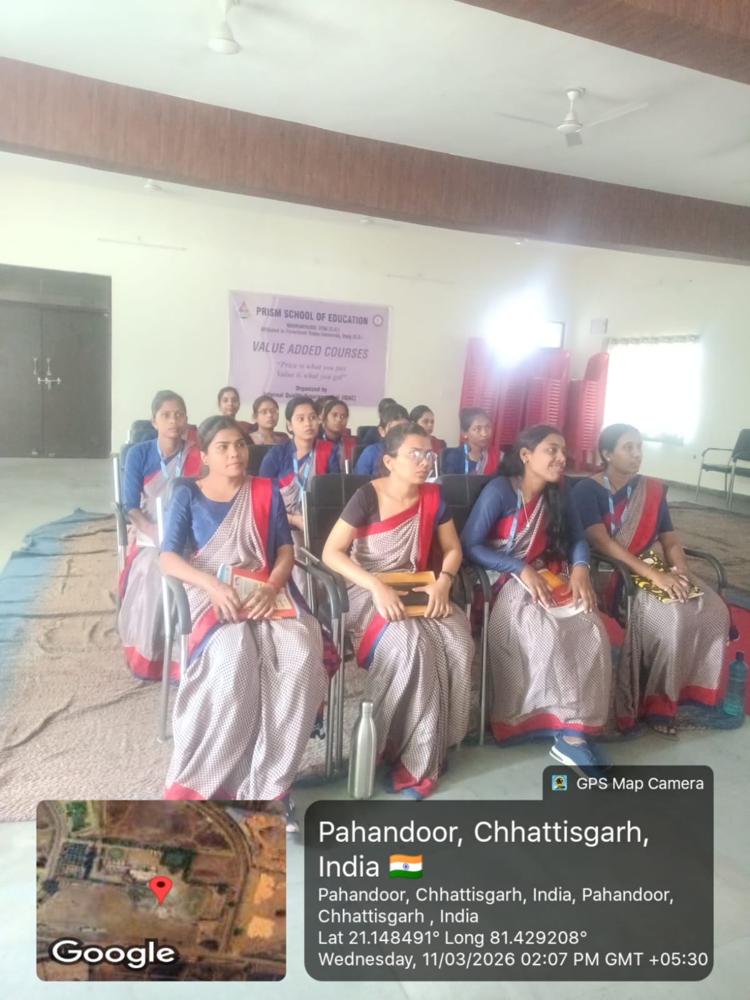 PRISM SCHOOL OF EDUCATION
MAHKAKHURD, UTAI (C.G.)
Affiliated to Hemchand Yadav University, Durg (C.G.)
VALUE ADDED COURSES
"Price is what you pay
Value is what you get"
Organized by
Internal Quality (IQAC)
GPS Map Camera
Pahandoor, Chhattisgarh,
India
Pahandoor, Chhattisgarh, India, Pahandoor,
Chhattisgarh , India
Lat 21.148491° Long 81.429208°
Wednesday, 11/03/2026 02:07 PM GMT +05:30
Google